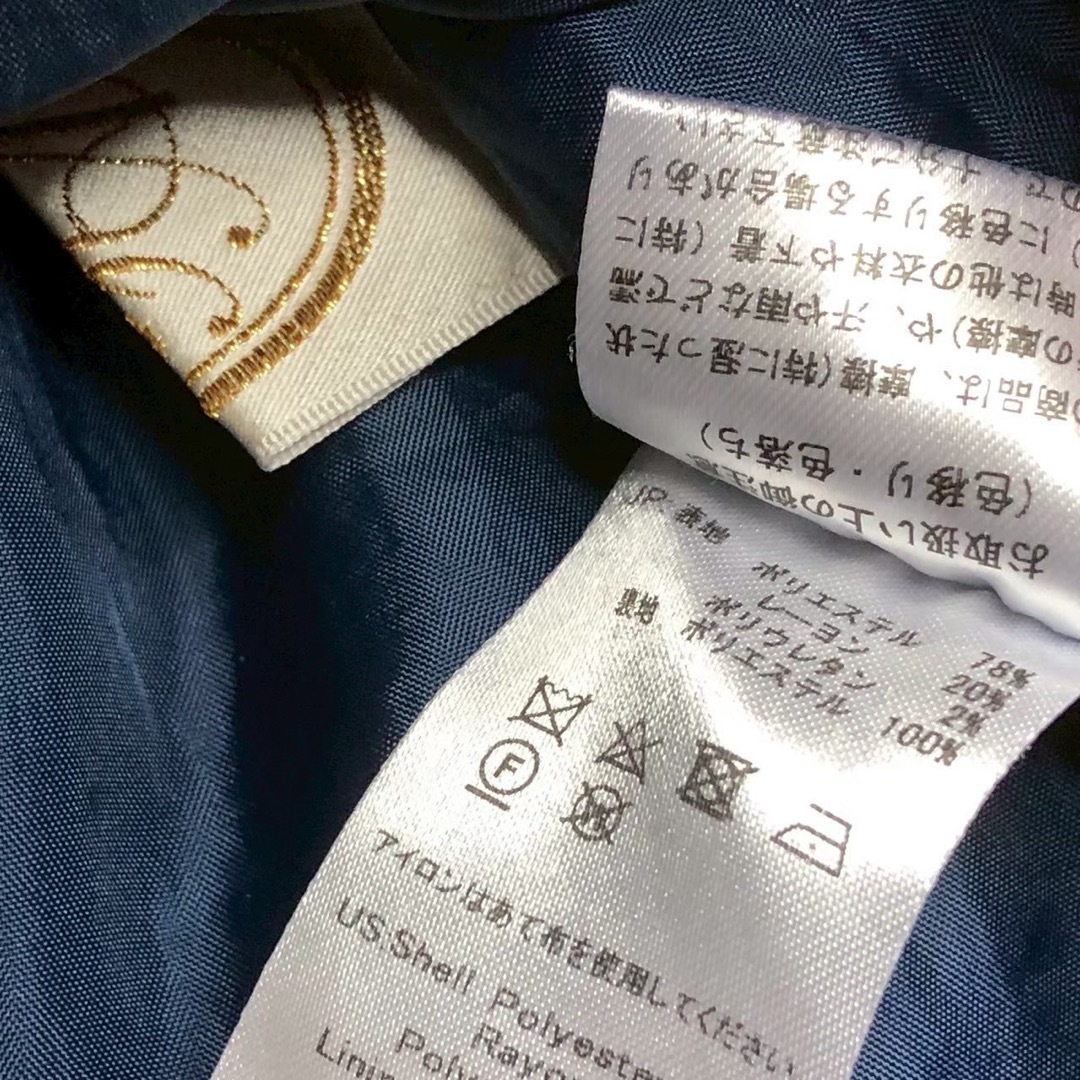 お取扱い上の御注意
(色移り・色落ち)
の商品は、摩擦(特に湿った状
の摩擦)や、汗や雨などで濡
時は他の衣料や下着(特に
)に色移りする場合があり
JP. 表地 ポリエステル 78%
レーヨン 20%
ポリウレタン 2%
裏地 ポリエステル 100%
F
アイロンはあて布を使用してください
US.Shell Polyester
Rayo
Poly
Linin